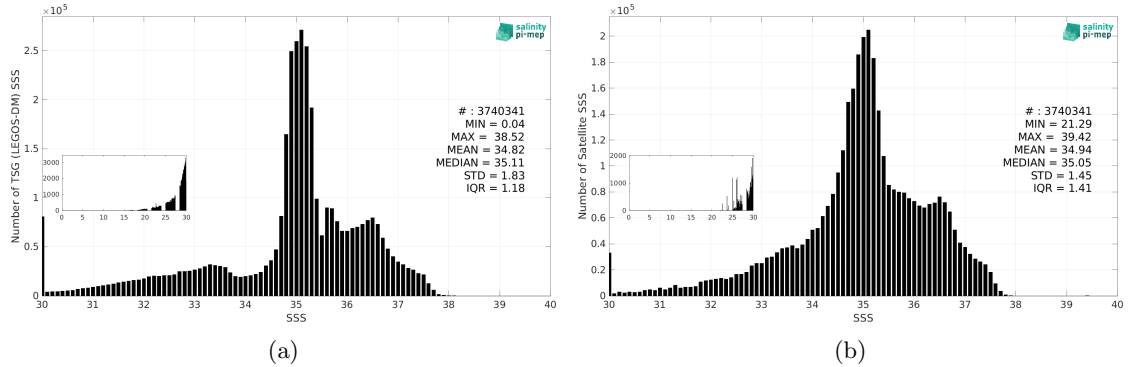 ×10^5
2.5
2
1.5
1
0.5
0
Number of TSG (LEGOS-DM) SSS
30 31 32 33 34 35 36 37 38 39 40
SSS
salinity
pi-mep
# : 3740341
MIN = 0.04
MAX = 38.52
MEAN = 34.82
MEDIAN = 35.11
STD = 1.83
IQR = 1.18
3000
2000
1000
0
0 5 10 15 20 25 30
(a)
×10^5
2
1.8
1.6
1.4
1.2
1
0.8
0.6
0.4
0.2
0
Number of Satellite SSS
30 31 32 33 34 35 36 37 38 39 40
SSS
salinity
pi-mep
# : 3740341
MIN = 21.29
MAX = 39.42
MEAN = 34.94
MEDIAN = 35.05
STD = 1.45
IQR = 1.41
2000
1000
0
0 5 10 15 20 25 30
(b)